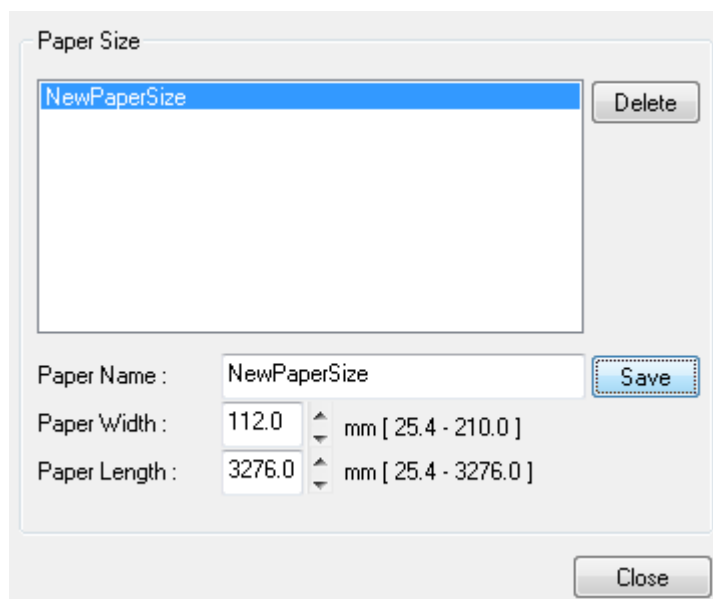 Paper Size
NewPaperSize
Delete
Paper Name : NewPaperSize Save
Paper Width : 112.0 mm [ 25.4 - 210.0 ]
Paper Length : 3276.0 mm [ 25.4 - 3276.0 ]
Close